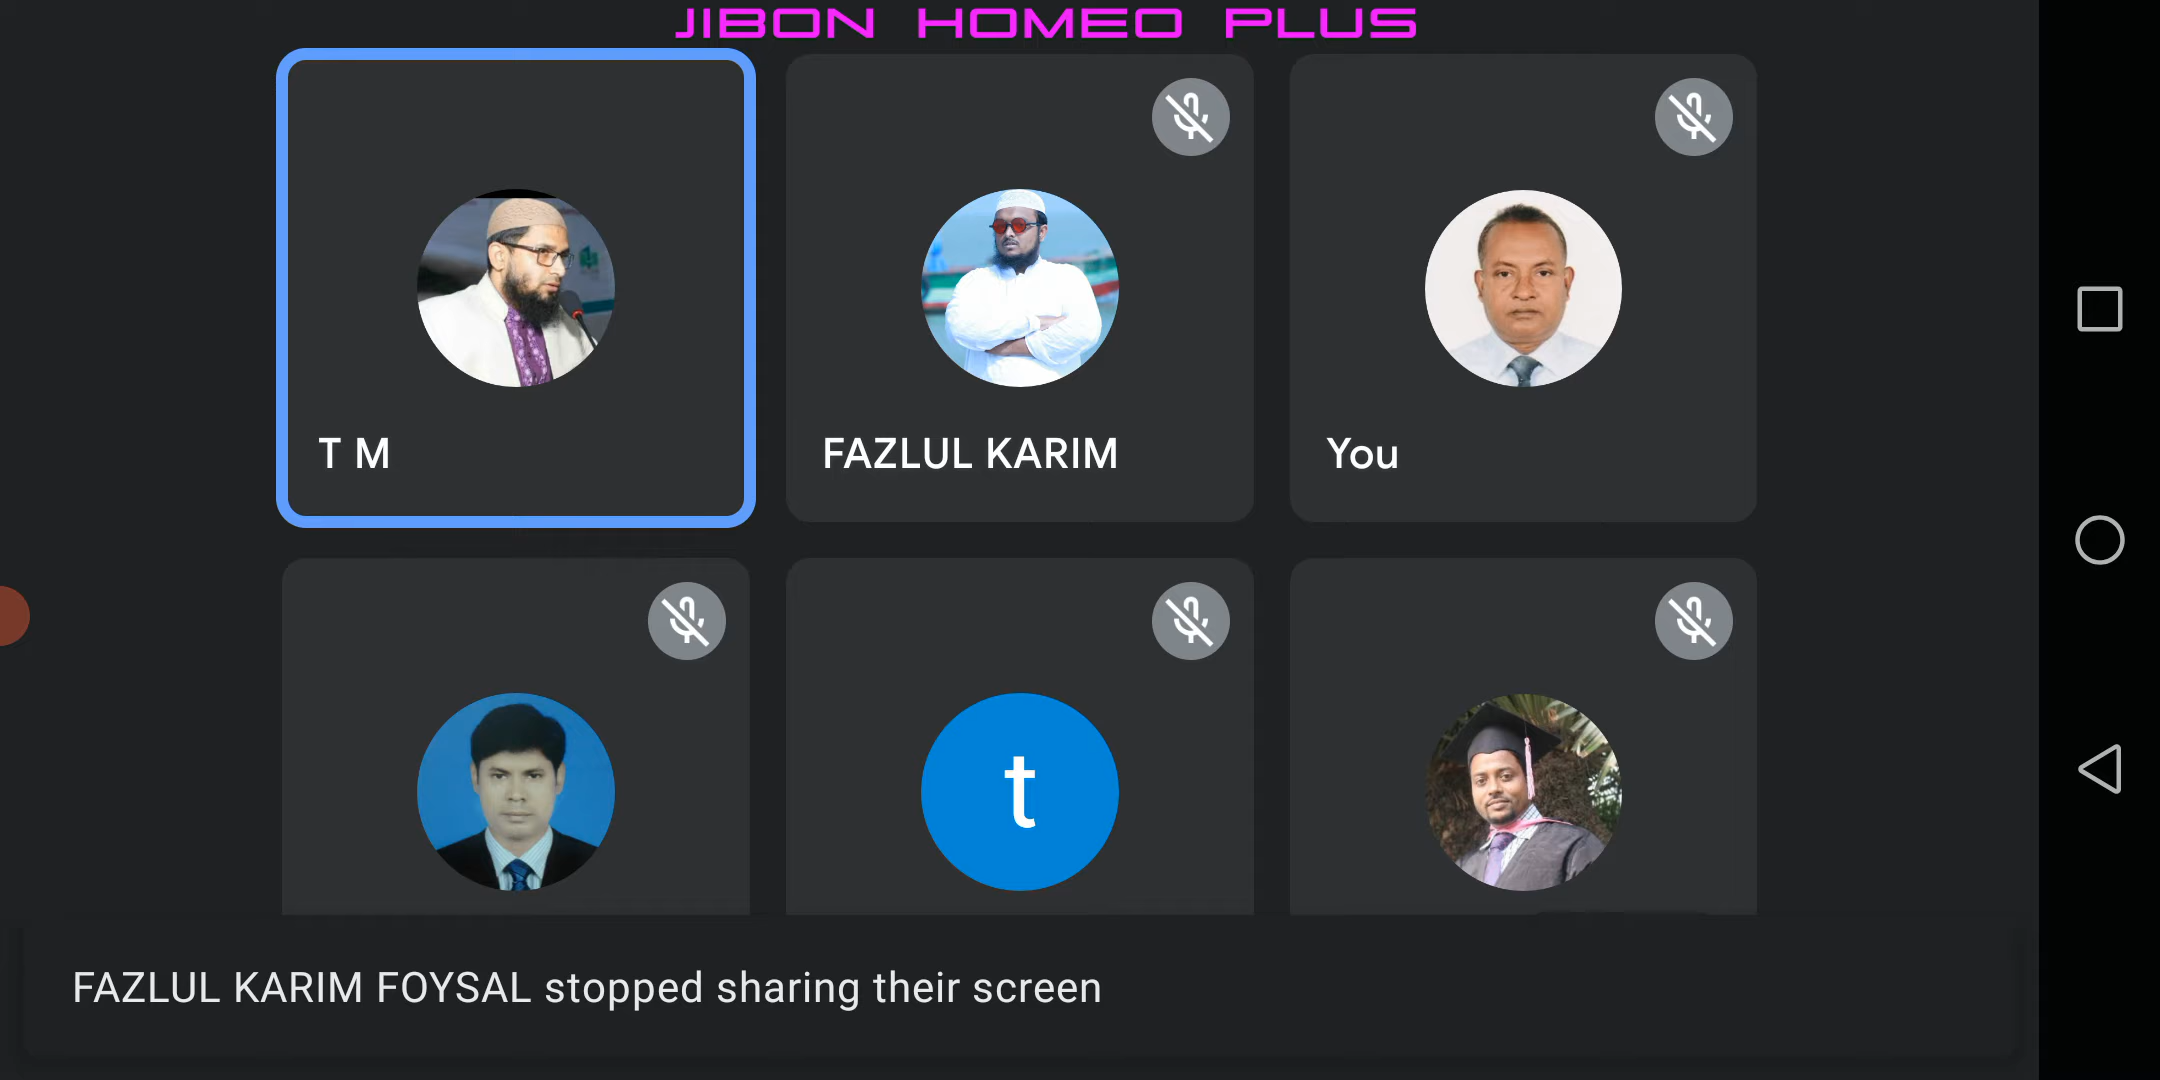 JIBON HOMEO PLUS
T M
FAZLUL KARIM
You
t
FAZLUL KARIM FOYSAL stopped sharing their screen